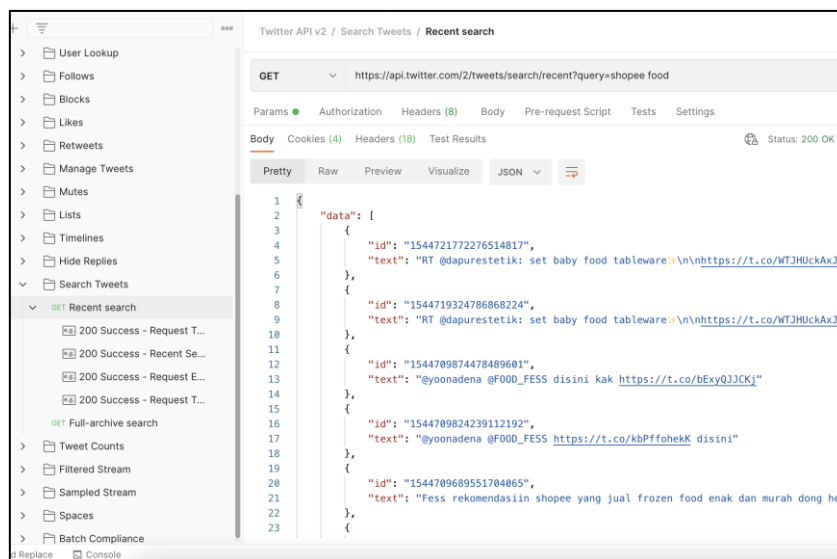 Twitter API v2 / Search Tweets / Recent search
GET https://api.twitter.com/2/tweets/search/recent?query=shopee food
Params Authorization Headers (8) Body Pre-request Script Tests Settings
Body Cookies (4) Headers (18) Test Results Status: 200 OK
Pretty Raw Preview Visualize JSON
User Lookup
Follows
Blocks
Likes
Retweets
Manage Tweets
Mutes
Lists
Timelines
Hide Replies
Search Tweets
GET Recent search
200 Success - Request T...
200 Success - Recent Se...
200 Success - Request E...
200 Success - Request T...
GET Full-archive search
Tweet Counts
Filtered Stream
Sampled Stream
Spaces
Batch Compliance
1 {
2 "data": [
3 {
4 "id": "1544721772276514817",
5 "text": "RT @dapurestetik: set baby food tableware✨\n\nhttps://t.co/WTJHUckAxJ
6 },
7 {
8 "id": "1544719324786868224",
9 "text": "RT @dapurestetik: set baby food tableware✨\n\nhttps://t.co/WTJHUckAxJ
10 },
11 {
12 "id": "1544709874478489601",
13 "text": "@yoonadena @FOOD_FESS disini kak https://t.co/bExyQJJCKj"
14 },
15 {
16 "id": "1544709824239112192",
17 "text": "@yoonadena @FOOD_FESS https://t.co/kbPffohekK disini"
18 },
19 {
20 "id": "1544709689551704065",
21 "text": "Fess rekomendasiin shopee yang jual frozen food enak dan murah dong he
22 },
23 {
d Replace Console